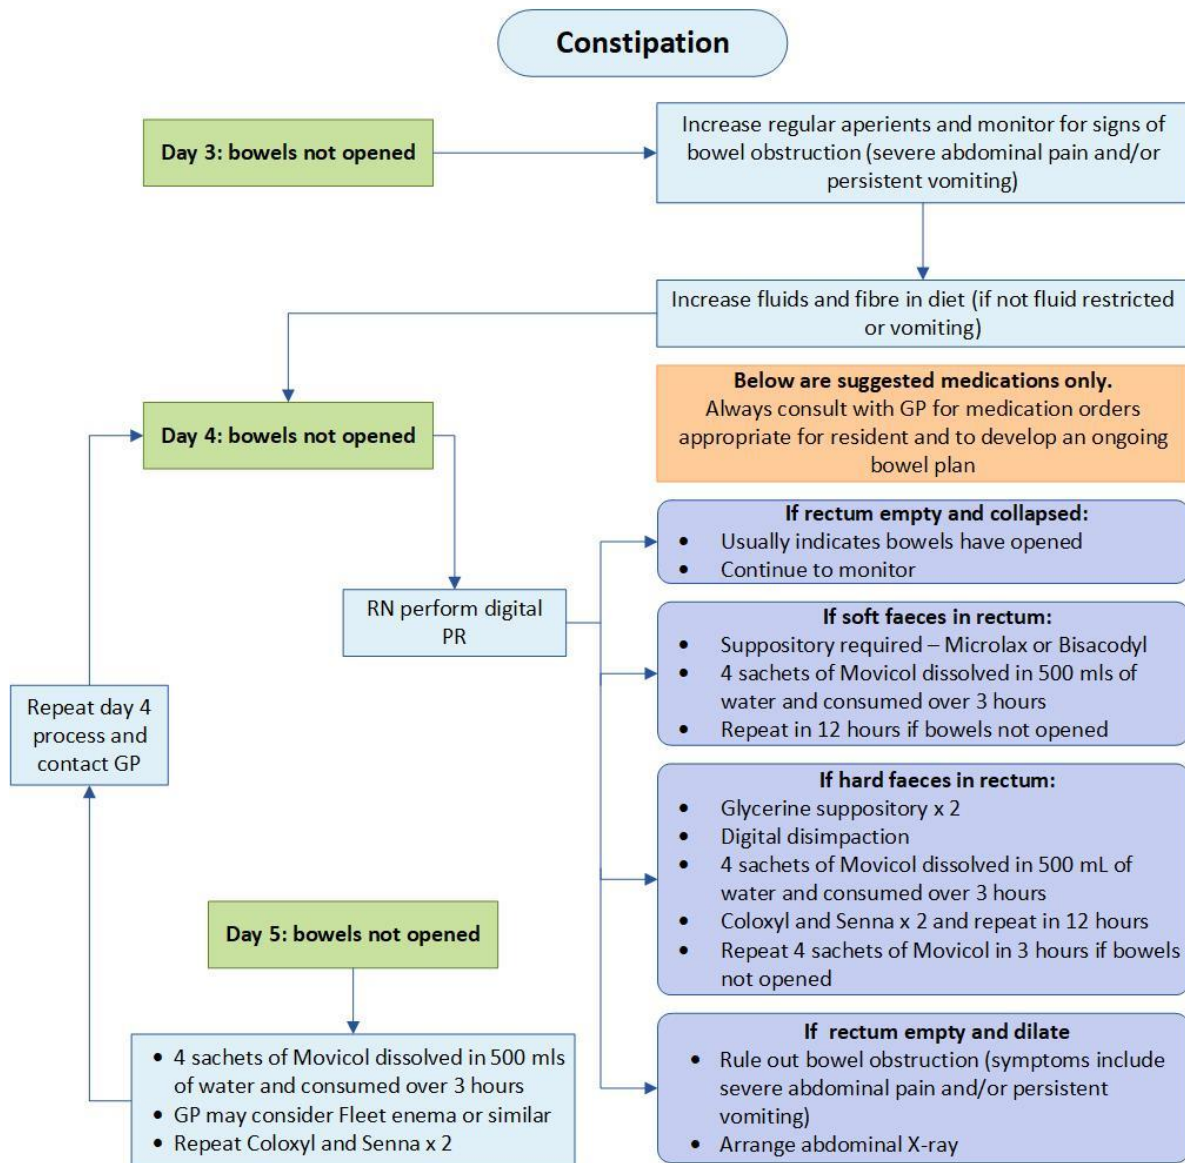 Constipation
Day 3: bowels not opened
Increase regular aperients and monitor for signs of
bowel obstruction (severe abdominal pain and/or
persistent vomiting)
Increase fluids and fibre in diet (if not fluid restricted
or vomiting)
Below are suggested medications only.
Always consult with GP for medication orders
appropriate for resident and to develop an ongoing
bowel plan
Day 4: bowels not opened
RN perform digital
PR
If rectum empty and collapsed:
• Usually indicates bowels have opened
• Continue to monitor
If soft faeces in rectum:
• Suppository required – Microlax or Bisacodyl
• 4 sachets of Movicol dissolved in 500 mls of
water and consumed over 3 hours
• Repeat in 12 hours if bowels not opened
If hard faeces in rectum:
• Glycerine suppository x 2
• Digital disimpaction
• 4 sachets of Movicol dissolved in 500 mL of
water and consumed over 3 hours
• Coloxyl and Senna x 2 and repeat in 12 hours
• Repeat 4 sachets of Movicol in 3 hours if bowels
not opened
If rectum empty and dilate
• Rule out bowel obstruction (symptoms include
severe abdominal pain and/or persistent
vomiting)
• Arrange abdominal X-ray
Day 5: bowels not opened
• 4 sachets of Movicol dissolved in 500 mls
of water and consumed over 3 hours
• GP may consider Fleet enema or similar
• Repeat Coloxyl and Senna x 2
Repeat day 4
process and
contact GP